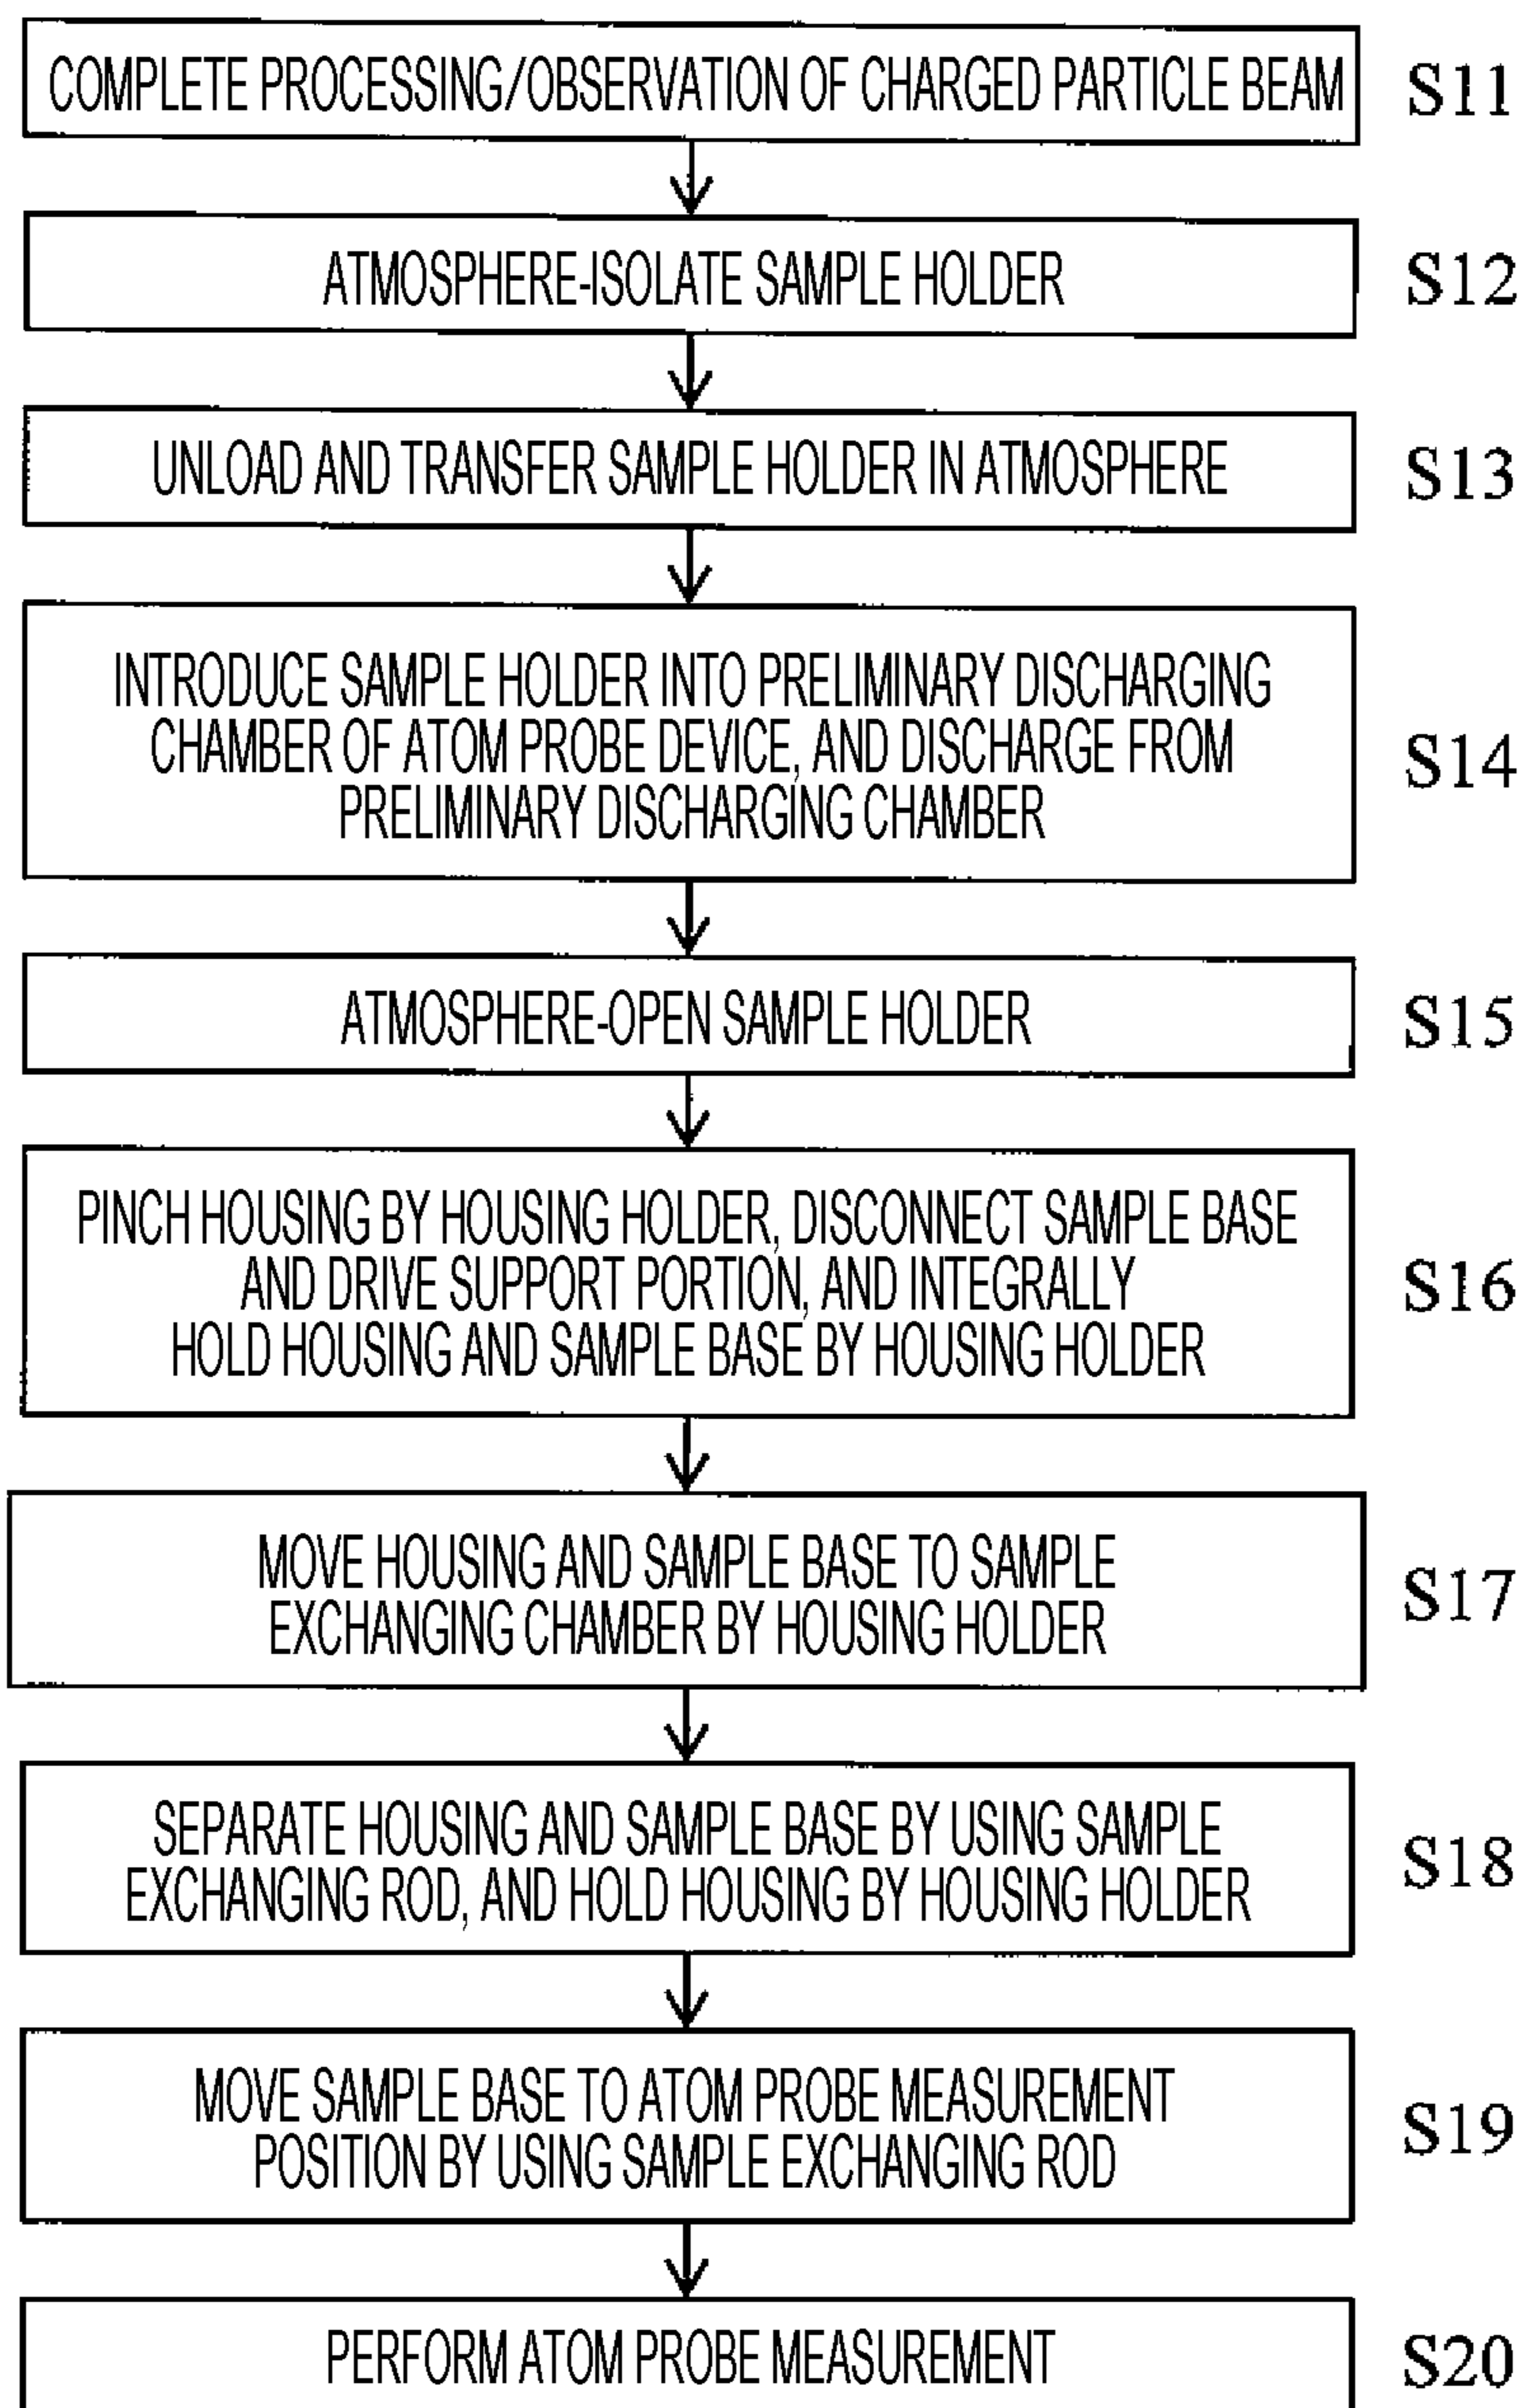 COMPLETE PROCESSING/OBSERVATION OF CHARGED PARTICLE BEAM S11
ATMOSPHERE-ISOLATE SAMPLE HOLDER S12
UNLOAD AND TRANSFER SAMPLE HOLDER IN ATMOSPHERE S13
INTRODUCE SAMPLE HOLDER INTO PRELIMINARY DISCHARGING
CHAMBER OF ATOM PROBE DEVICE, AND DISCHARGE FROM
PRELIMINARY DISCHARGING CHAMBER
S14
ATMOSPHERE-OPEN SAMPLE HOLDER S15
PINCH HOUSING BY HOUSING HOLDER, DISCONNECT SAMPLE BASE
AND DRIVE SUPPORT PORTION, AND INTEGRALLY
HOLD HOUSING AND SAMPLE BASE BY HOUSING HOLDER
S16
MOVE HOUSING AND SAMPLE BASE TO SAMPLE
EXCHANGING CHAMBER BY HOUSING HOLDER
S17
SEPARATE HOUSING AND SAMPLE BASE BY USING SAMPLE
EXCHANGING ROD, AND HOLD HOUSING BY HOUSING HOLDER
S18
MOVE SAMPLE BASE TO ATOM PROBE MEASUREMENT
POSITION BY USING SAMPLE EXCHANGING ROD
S19
PERFORM ATOM PROBE MEASUREMENT S20